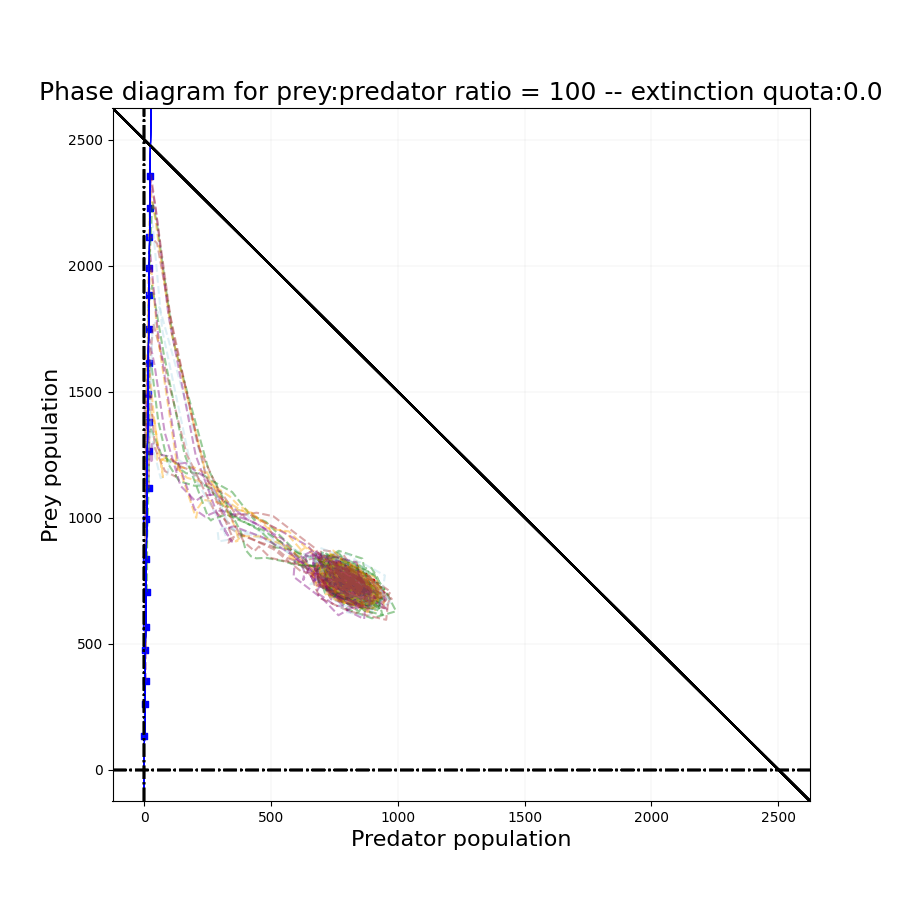 Phase diagram for prey:predator ratio = 100 -- extinction quota:0.0
2500
2000
1500
1000
500
0
Prey population
0 500 1000 1500 2000 2500
Predator population